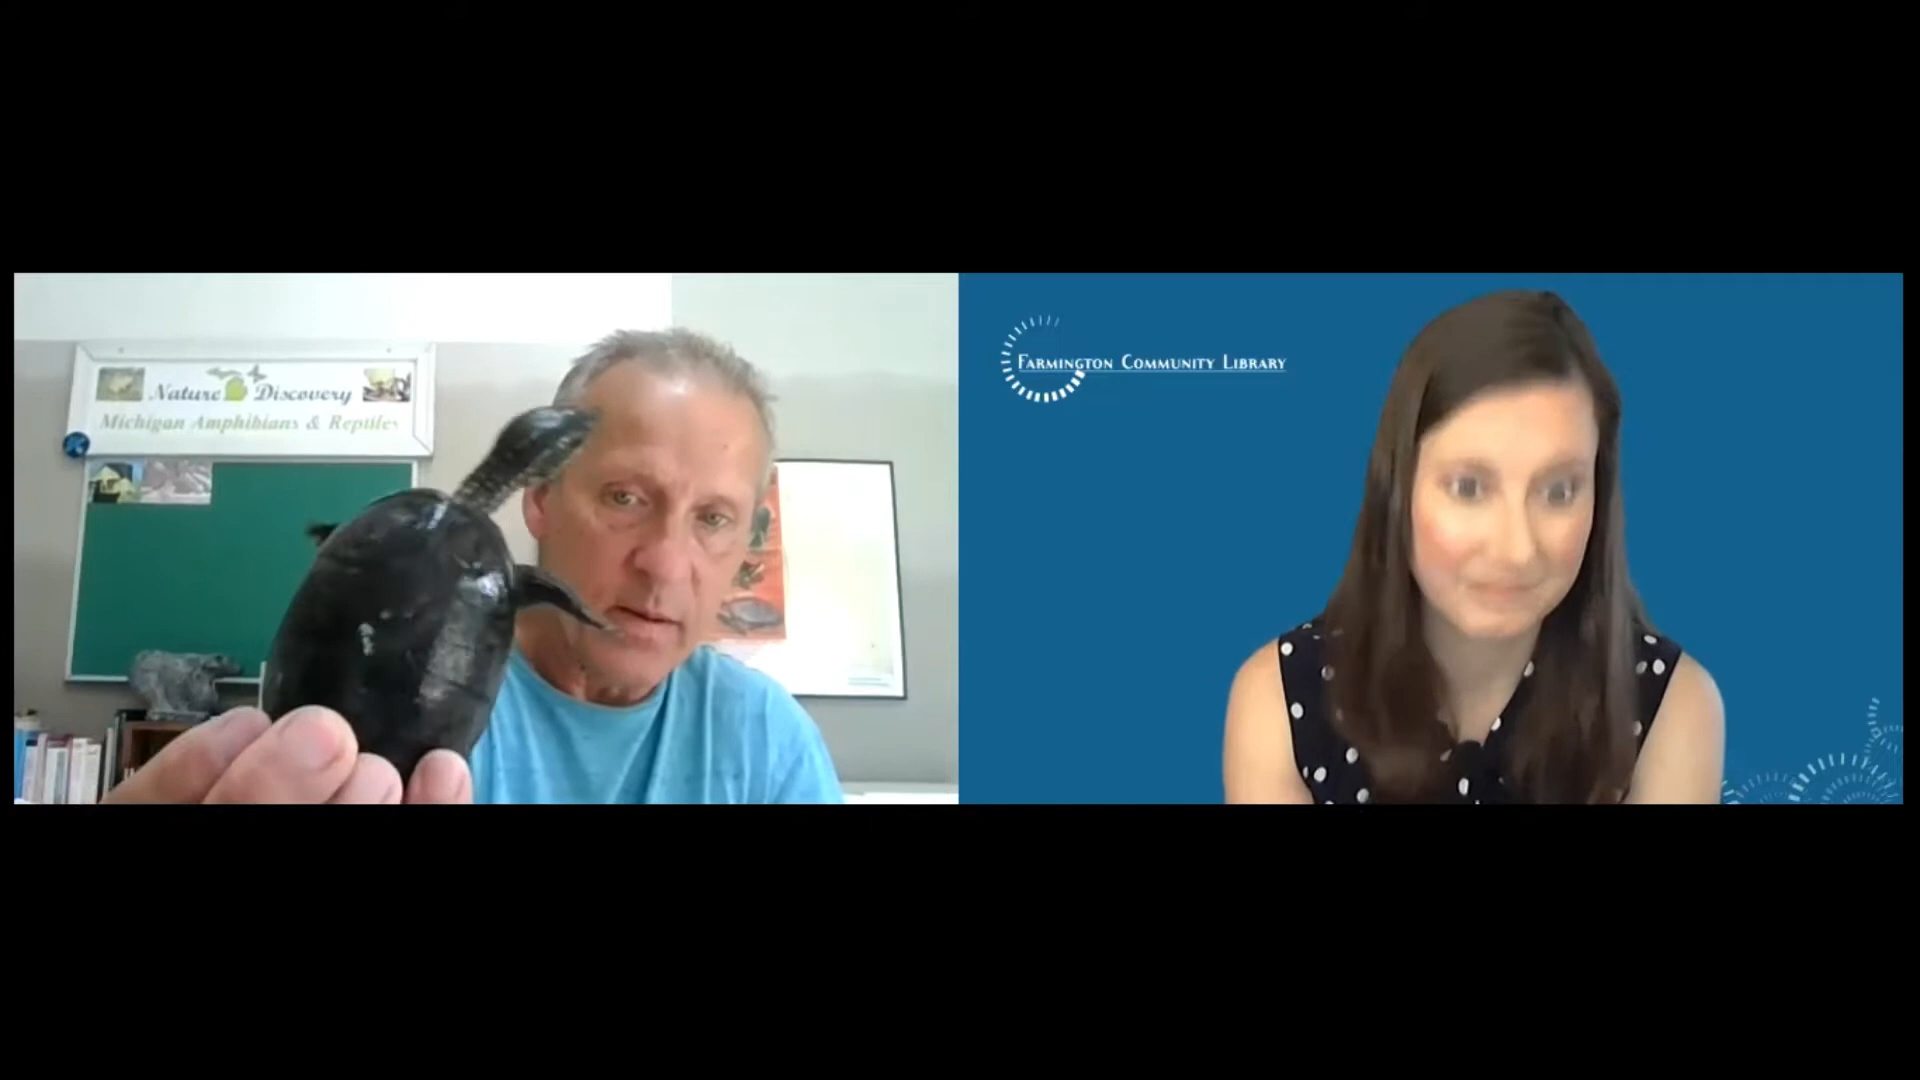 Nature Discovery
Michigan Amphibians & Reptiles
Farmington Community Library